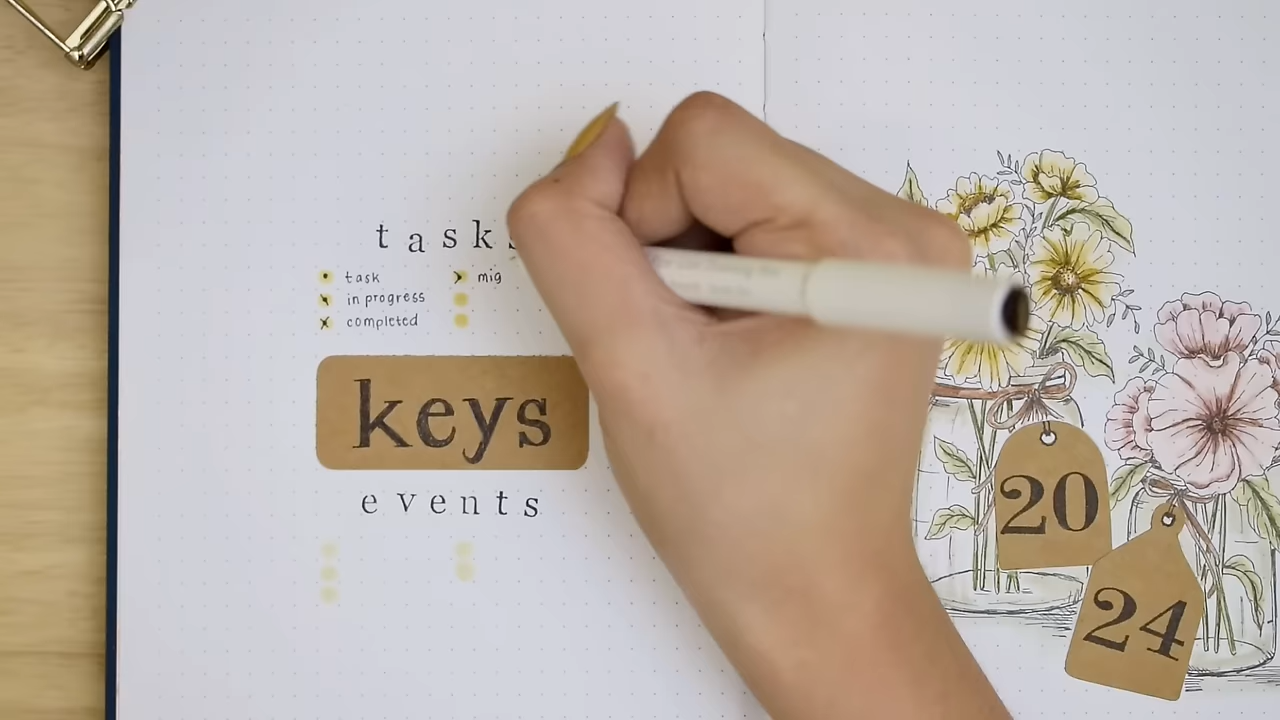 tasks
task
in progress
completed
mig
keys
events
20
24